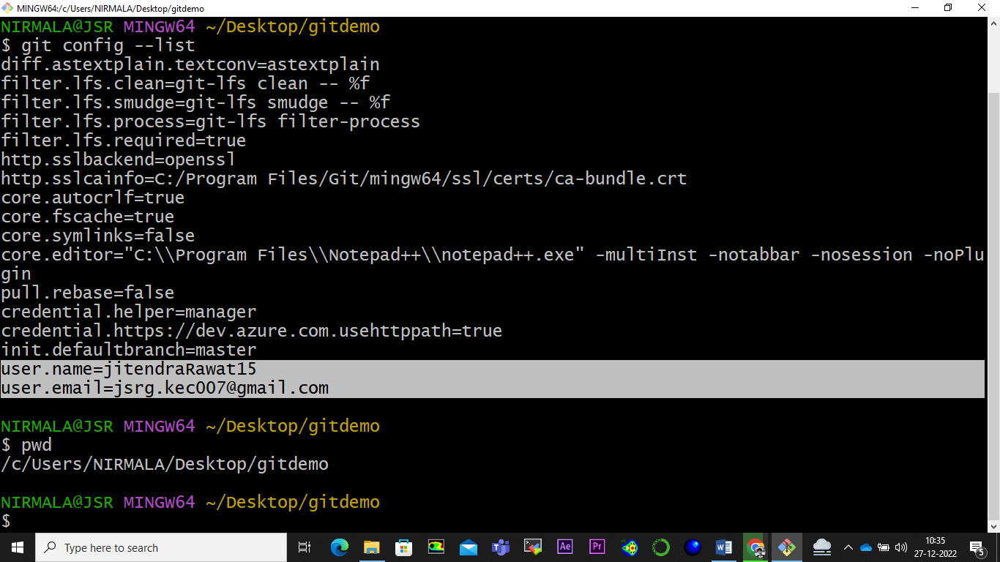 MINGW64:/c/Users/NIRMALA/Desktop/gitdemo
NIRMALA@JSR MINGW64 ~/Desktop/gitdemo
$ git config --list
diff.astextplain.textconv=astextplain
filter.lfs.clean=git-lfs clean -- %f
filter.lfs.smudge=git-lfs smudge -- %f
filter.lfs.process=git-lfs filter-process
filter.lfs.required=true
http.sslbackend=openssl
http.sslcainfo=C:/Program Files/Git/mingw64/ssl/certs/ca-bundle.crt
core.autocrlf=true
core.fscache=true
core.symlinks=false
core.editor="C:\\Program Files\\Notepad++\\notepad++.exe" -multiInst -notabbar -nosession -noPlu
gin
pull.rebase=false
credential.helper=manager
credential.https://dev.azure.com.usehttppath=true
init.defaultbranch=master
user.name=jitendraRawat15
user.email=jsrg.kec007@gmail.com
NIRMALA@JSR MINGW64 ~/Desktop/gitdemo
$ pwd
/c/Users/NIRMALA/Desktop/gitdemo
NIRMALA@JSR MINGW64 ~/Desktop/gitdemo
$
Type here to search
Ae
Pr
10:35
27-12-2022
5